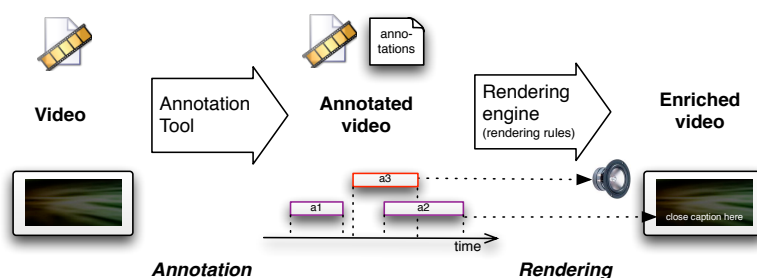 anno-
tations
Video
Annotation
Tool
Annotated
video
Rendering
engine
(rendering rules)
Enriched
video
a3
a1
a2
close caption here
time
Annotation
Rendering